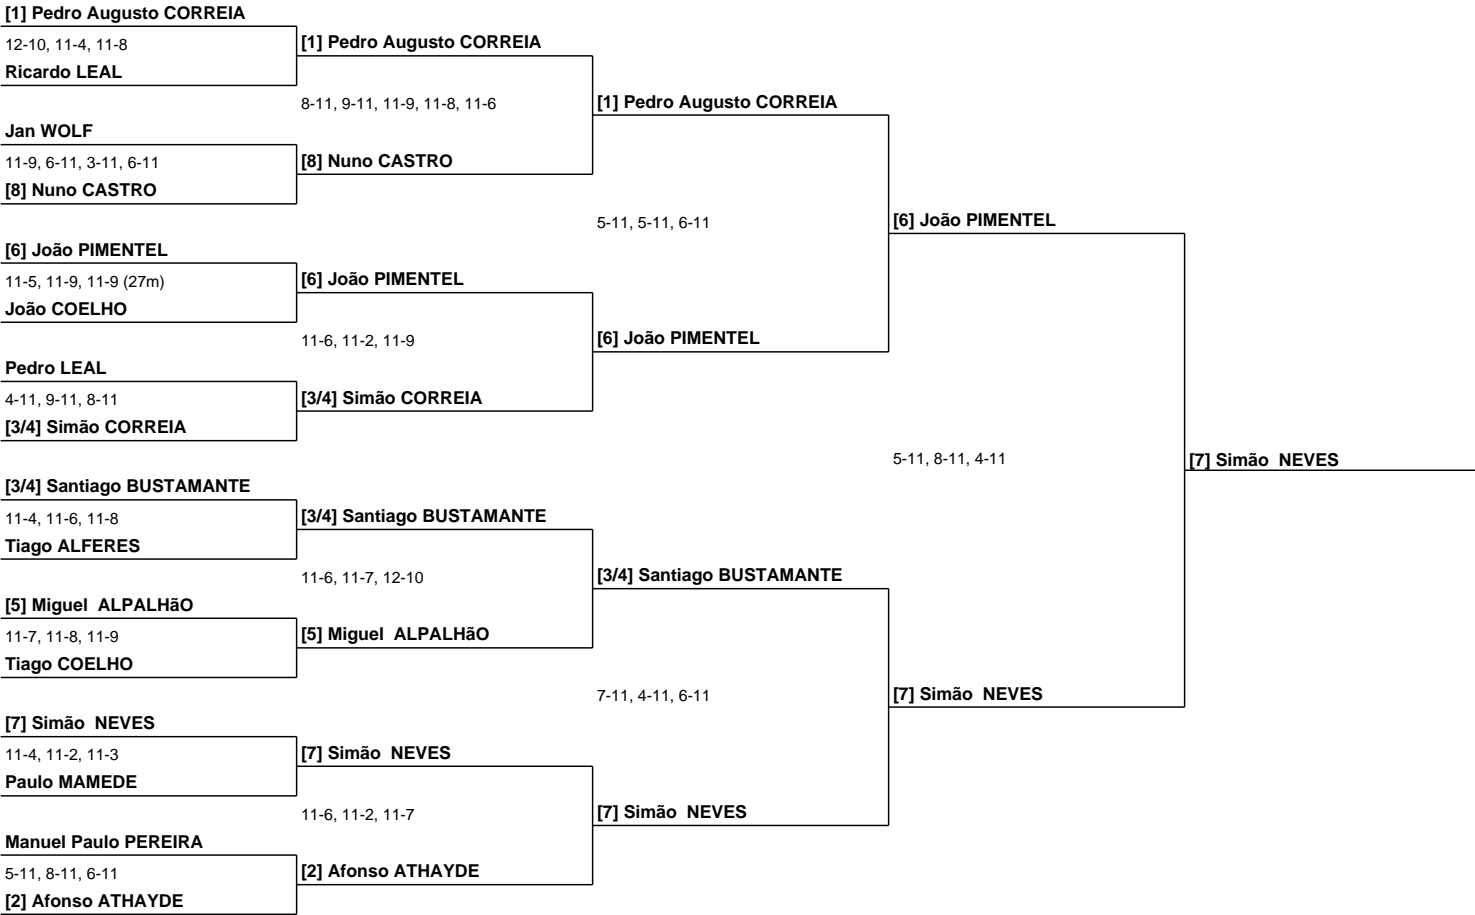 [1] Pedro Augusto CORREIA
12-10, 11-4, 11-8
Ricardo LEAL
Jan WOLF
11-9, 6-11, 3-11, 6-11
[8] Nuno CASTRO
[6] João PIMENTEL
11-5, 11-9, 11-9 (27m)
João COELHO
Pedro LEAL
4-11, 9-11, 8-11
[3/4] Simão CORREIA
[3/4] Santiago BUSTAMANTE
11-4, 11-6, 11-8
Tiago ALFERES
[5] Miguel  ALPALHãO
11-7, 11-8, 11-9
Tiago COELHO
[7] Simão  NEVES
11-4, 11-2, 11-3
Paulo MAMEDE
Manuel Paulo PEREIRA
5-11, 8-11, 6-11
[2] Afonso ATHAYDE
[1] Pedro Augusto CORREIA
8-11, 9-11, 11-9, 11-8, 11-6
[8] Nuno CASTRO
[6] João PIMENTEL
11-6, 11-2, 11-9
[3/4] Simão CORREIA
[3/4] Santiago BUSTAMANTE
11-6, 11-7, 12-10
[5] Miguel  ALPALHãO
[7] Simão  NEVES
11-6, 11-2, 11-7
[2] Afonso ATHAYDE
[1] Pedro Augusto CORREIA
5-11, 5-11, 6-11
[6] João PIMENTEL
[3/4] Santiago BUSTAMANTE
7-11, 4-11, 6-11
[7] Simão  NEVES
[6] João PIMENTEL
5-11, 8-11, 4-11
[7] Simão  NEVES
[7] Simão  NEVES